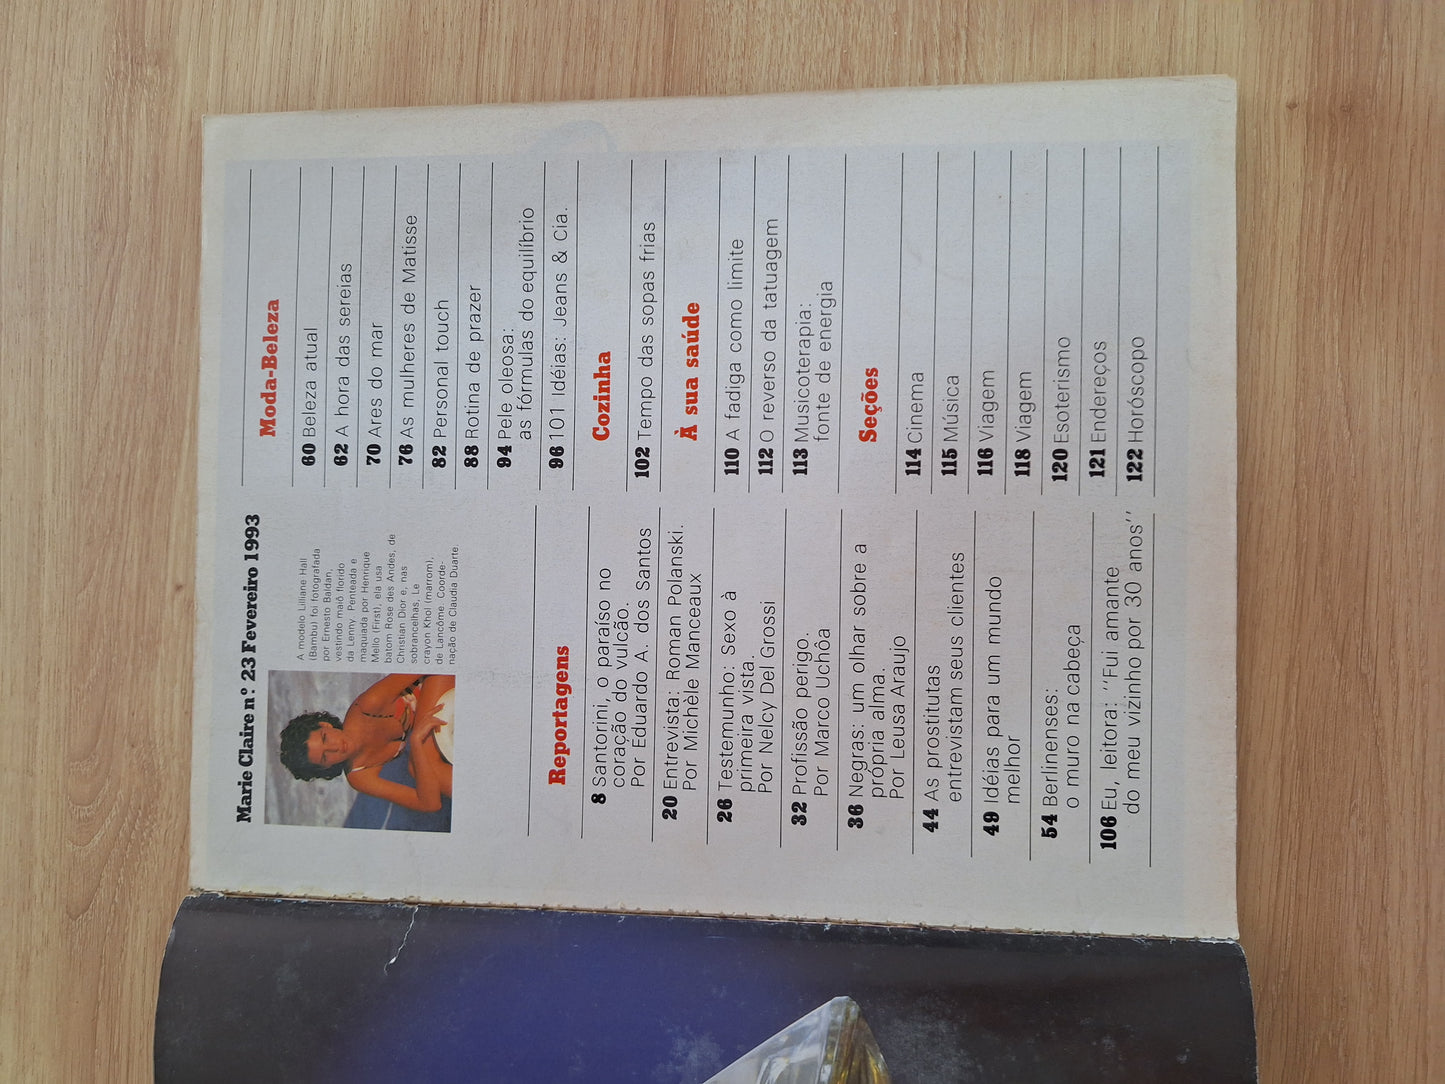 Marie Claire nº 23 Fevereiro 1993
A modelo Lilliane Hall
(Bambu) foi fotografada
por Ernesto Baldan,
vestindo maiô florido
da Lenny. Penteada e
maquiada por Henrique
Mello (First), ela usa
batom Rose des Andes, de
Christian Dior e, nas
sobrancelhas, Le
crayon Khol (marrom),
de Lancôme. Coorde-
nação de Claudia Duarte.
Reportagens
8 Santorini, o paraíso no
coração do vulcão.
Por Eduardo A. dos Santos
20 Entrevista: Roman Polanski.
Por Michèle Manceaux
26 Testemunho: Sexo à
primeira vista.
Por Nelcy Del Grossi
32 Profissão perigo.
Por Marco Uchôa
36 Negras: um olhar sobre a
própria alma.
Por Leusa Araujo
44 As prostitutas
entrevistam seus clientes
49 Idéias para um mundo
melhor
54 Berlinenses:
o muro na cabeça
106 Eu, leitora: "Fui amante
do meu vizinho por 30 anos"
Moda-Beleza
60 Beleza atual
62 A hora das sereias
70 Ares do mar
76 As mulheres de Matisse
82 Personal touch
88 Rotina de prazer
94 Pele oleosa:
as fórmulas do equilíbrio
96 101 Idéias: Jeans & Cia.
Cozinha
102 Tempo das sopas frias
À sua saúde
110 A fadiga como limite
112 O reverso da tatuagem
113 Musicoterapia:
fonte de energia
Seções
114 Cinema
115 Música
116 Viagem
118 Viagem
120 Esoterismo
121 Endereços
122 Horóscopo